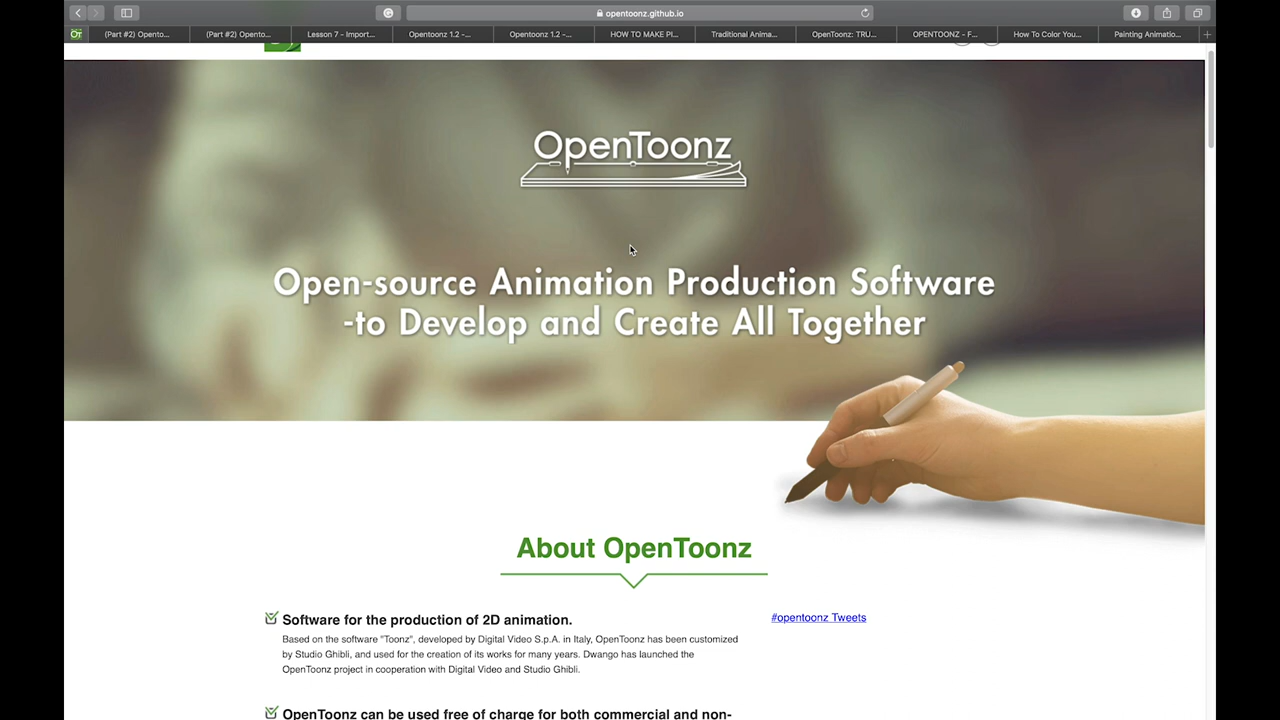 opentoonz.github.io
(Part #2) Opento...
(Part #2) Opento...
Lesson 7 - Import...
Opentoonz 1.2 -...
Opentoonz 1.2 -...
HOW TO MAKE PI...
Traditional Anima...
OpenToonz: TRU...
OPENTOONZ - F...
How To Color You...
Painting Animatio...
OpenToonz
Open-source Animation Production Software
-to Develop and Create All Together
About OpenToonz
Software for the production of 2D animation.
Based on the software "Toonz", developed by Digital Video S.p.A. in Italy, OpenToonz has been customized
by Studio Ghibli, and used for the creation of its works for many years. Dwango has launched the
OpenToonz project in cooperation with Digital Video and Studio Ghibli.
#opentoonz Tweets
OpenToonz can be used free of charge for both commercial and non-